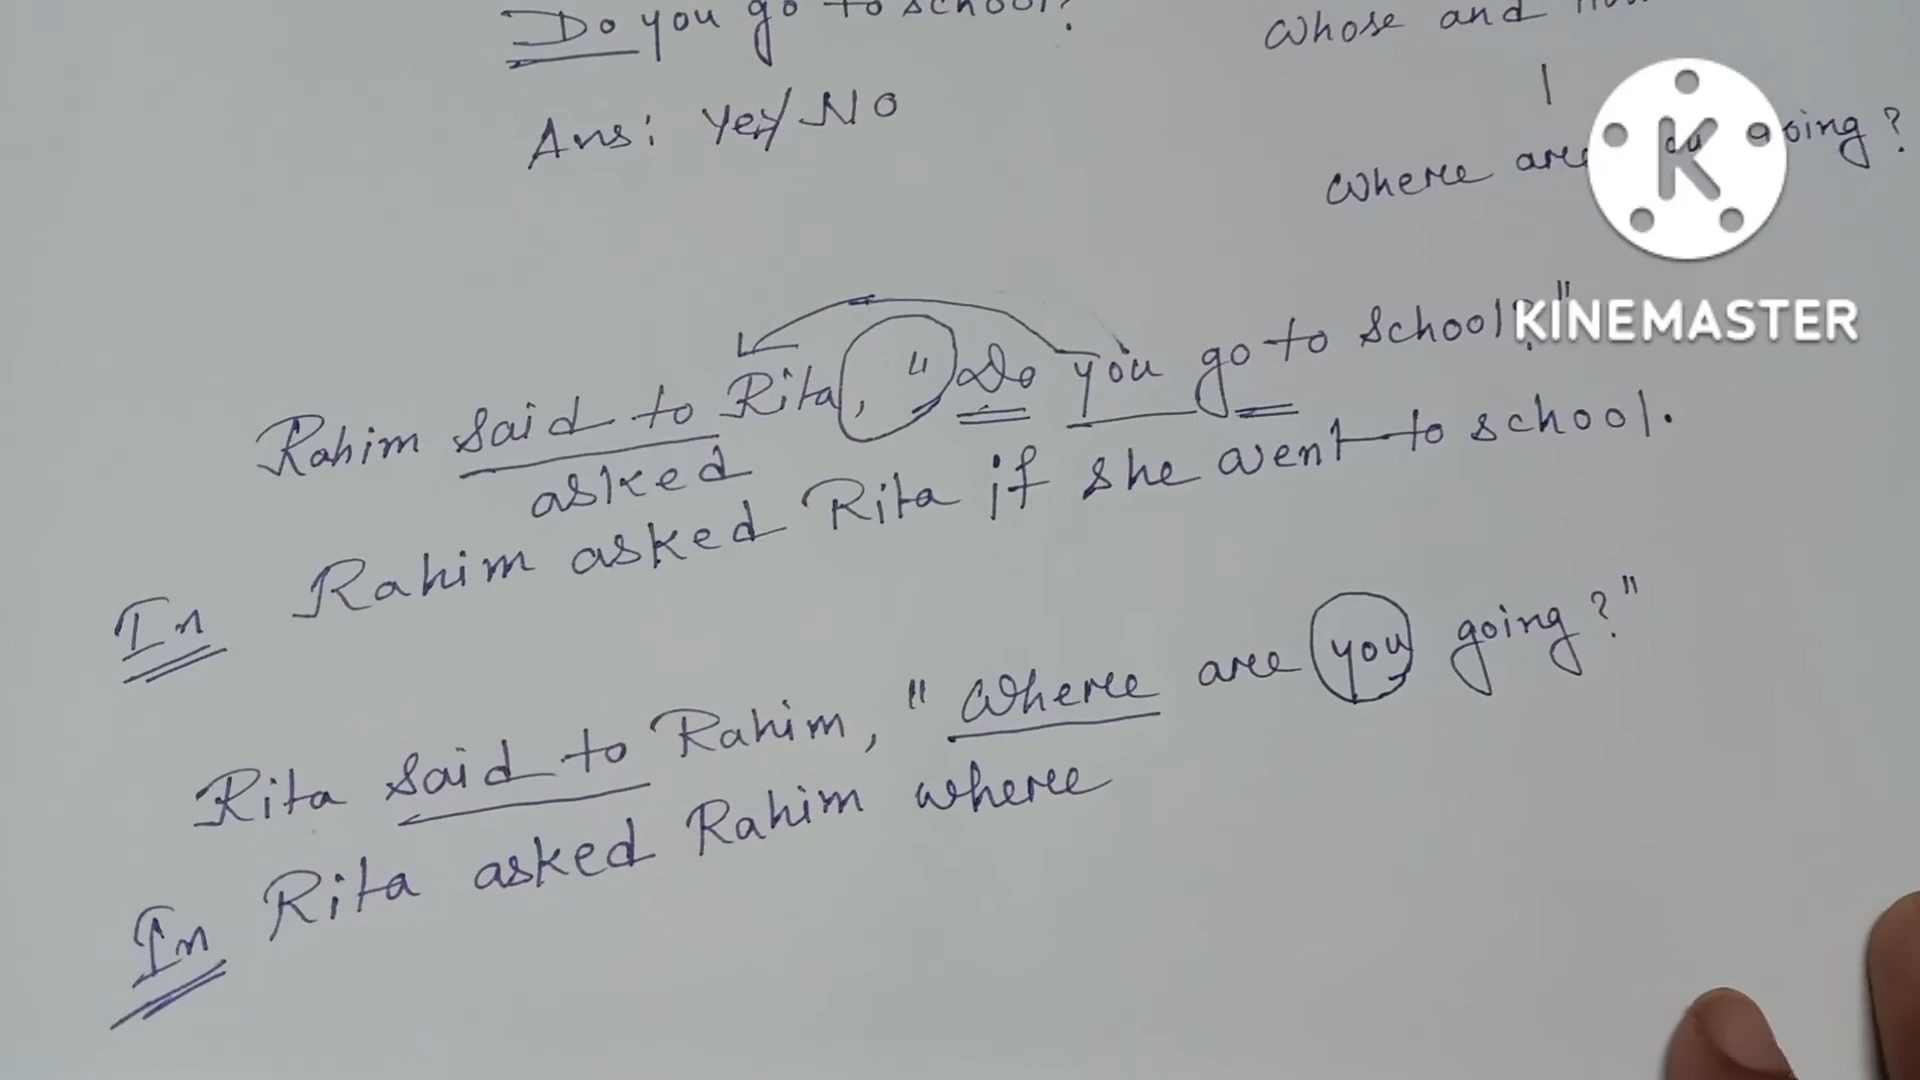 Do you go to school?
Whose and
Ans: Yes/No
Where are you going?
KINEMASTER
Rahim said to Rita, "Do you go to school?"
asked
In Rahim asked Rita if she went to school.
Rita said to Rahim, "Where are you going?"
In Rita asked Rahim where